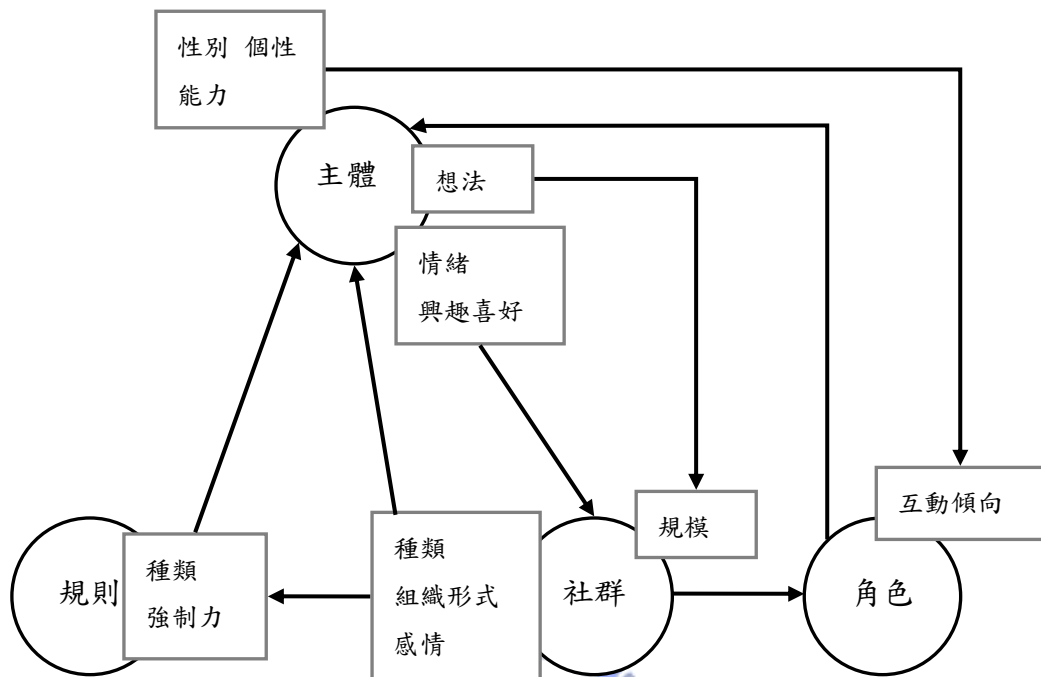 性別 個性
能力
主體
想法
情緒
興趣喜好
互動傾向
規模
規則
種類
強制力
種類
組織形式
感情
社群
角色